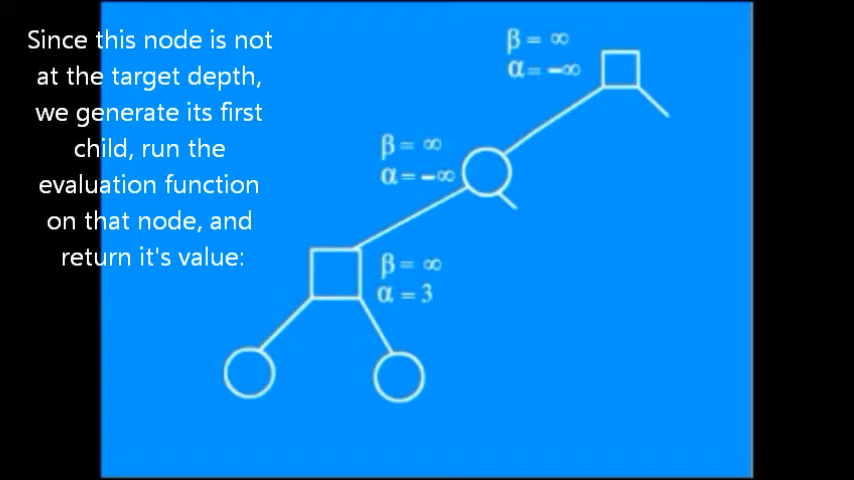 Since this node is not
at the target depth,
we generate its first
child, run the
evaluation function
on that node, and
return it's value:
β = ∞
α = -∞
β = ∞
α = -∞
β = ∞
α = 3